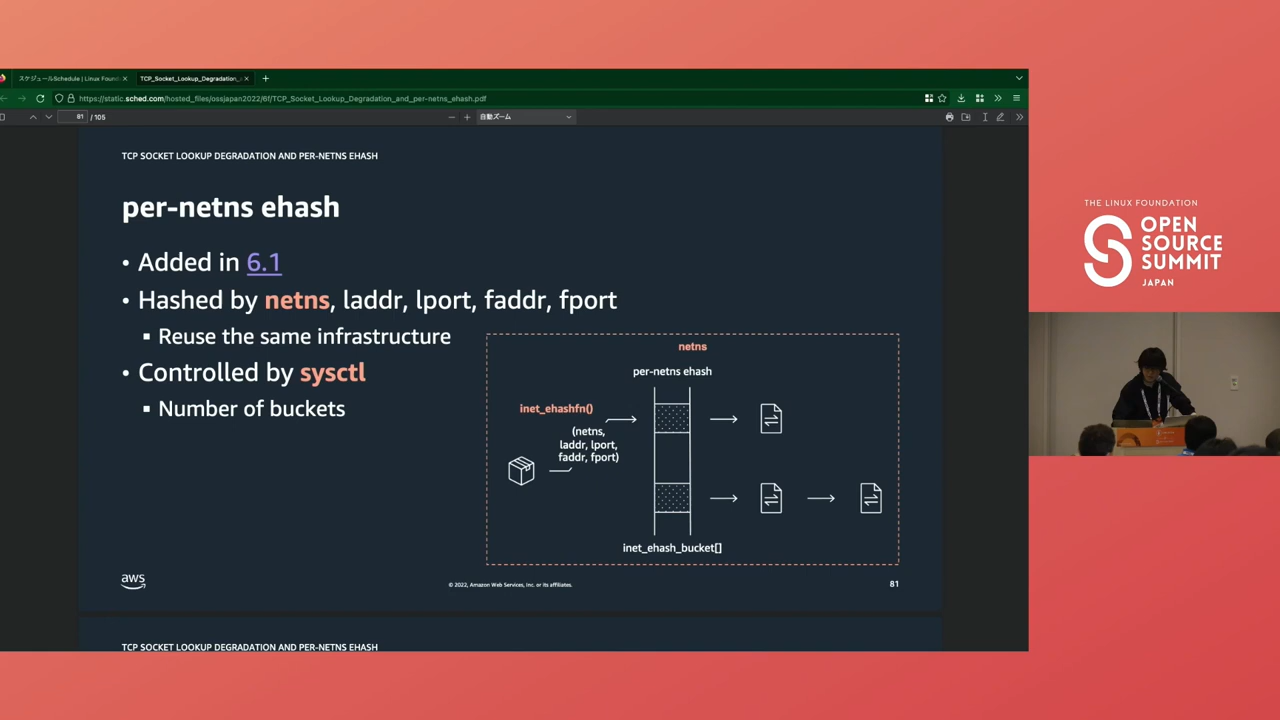 スケジュールSchedule | Linux Found
TCP_Socket_Lookup_Degradation_
https://static.sched.com/hosted_files/ossjapan2022/6f/TCP_Socket_Lookup_Degradation_and_per-netns_ehash.pdf
81 / 105
自動ズーム
TCP SOCKET LOOKUP DEGRADATION AND PER-NETNS EHASH
per-netns ehash
• Added in 6.1
• Hashed by netns, laddr, lport, faddr, fport
▪ Reuse the same infrastructure
• Controlled by sysctl
▪ Number of buckets
netns
per-netns ehash
inet_ehashfn()
(netns,
laddr, lport,
faddr, fport)
inet_ehash_bucket[]
aws
© 2022, Amazon Web Services, Inc. or its affiliates.
81
TCP SOCKET LOOKUP DEGRADATION AND PER-NETNS EHASH
THE LINUX FOUNDATION
OPEN
SOURCE
SUMMIT
JAPAN